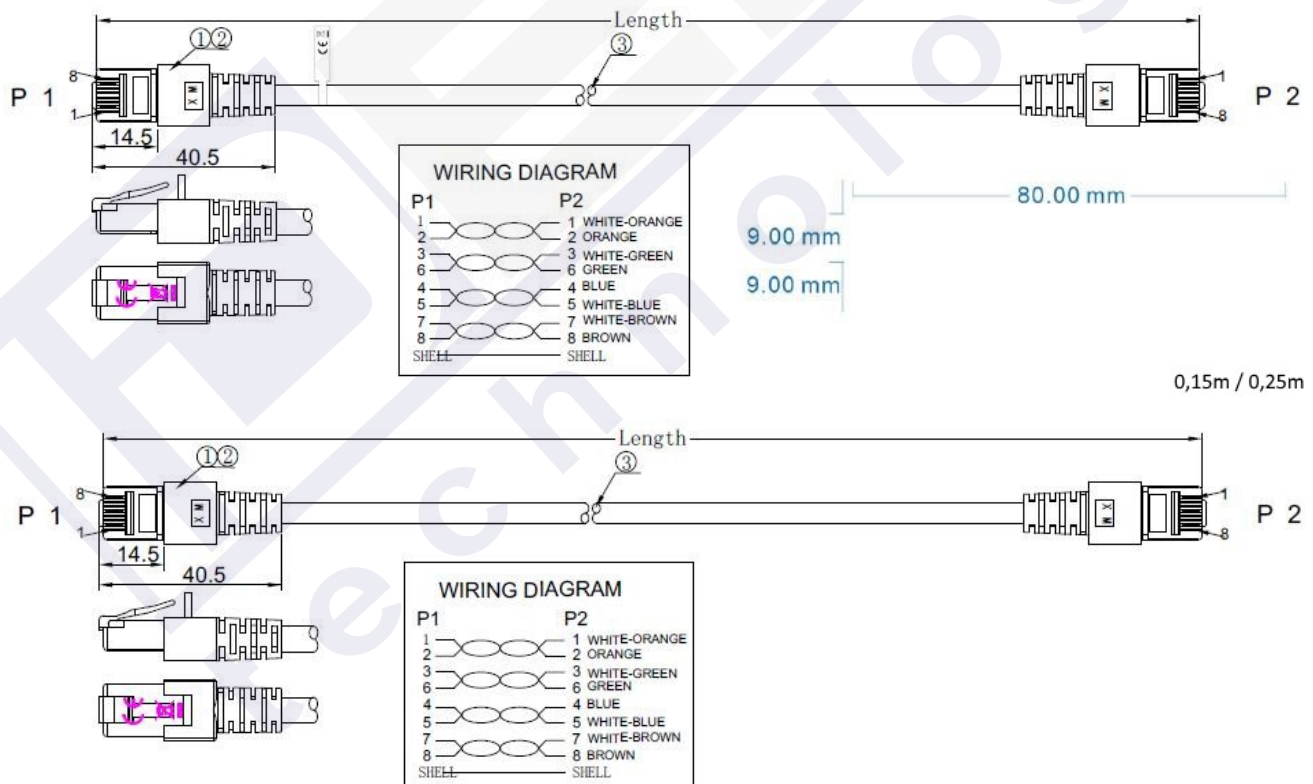 Length
①②
③
CE
8
1
P 1
X M
X M
1
8
P 2
14.5
40.5
WIRING DIAGRAM
P1 P2
1 1 WHITE-ORANGE
2 2 ORANGE
3 3 WHITE-GREEN
6 6 GREEN
4 4 BLUE
5 5 WHITE-BLUE
7 7 WHITE-BROWN
8 8 BROWN
SHELL SHELL
80.00 mm
9.00 mm
9.00 mm
0,15m / 0,25m
Length
①②
③
8
1
P 1
X M
X M
1
8
P 2
14.5
40.5
WIRING DIAGRAM
P1 P2
1 1 WHITE-ORANGE
2 2 ORANGE
3 3 WHITE-GREEN
6 6 GREEN
4 4 BLUE
5 5 WHITE-BLUE
7 7 WHITE-BROWN
8 8 BROWN
SHELL SHELL
technolog